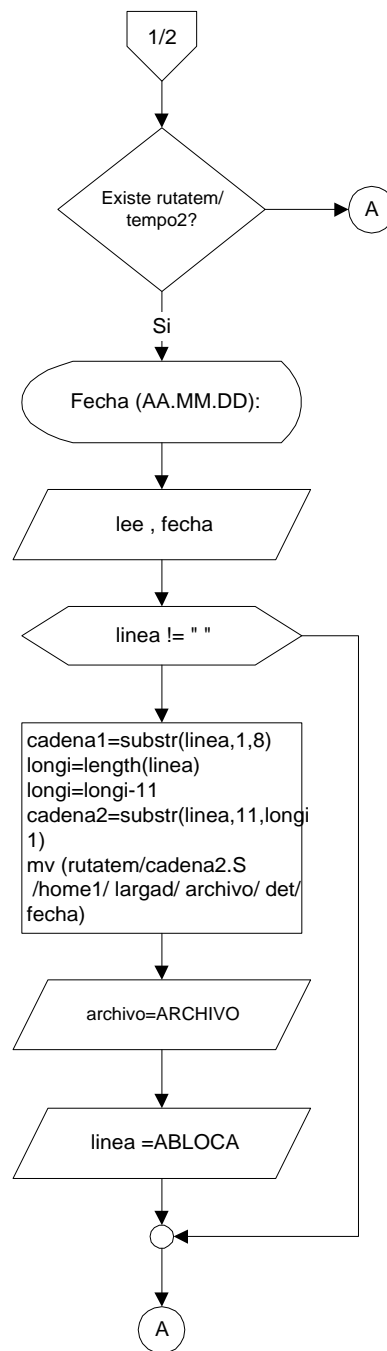 1/2
Existe rutatem/
tempo2?
A
Si
Fecha (AA.MM.DD):
lee , fecha
linea != " "
cadena1=substr(linea,1,8)
longi=length(linea)
longi=longi-11
cadena2=substr(linea,11,longi
1)
mv (rutatem/cadena2.S
/home1/ largad/ archivo/ det/
fecha)
archivo=ARCHIVO
linea =ABLOCA
A